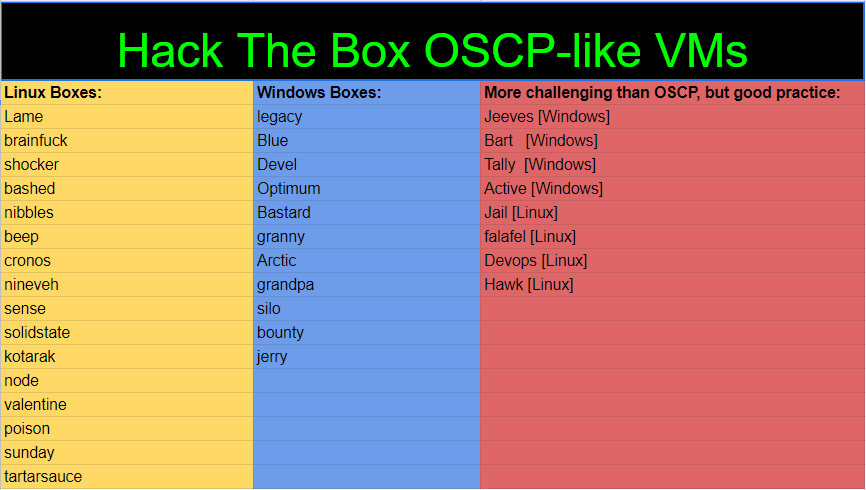 Hack The Box OSCP-like VMs
Linux Boxes: Windows Boxes: More challenging than OSCP, but good practice:
Lame legacy Jeeves [Windows]
brainfuck Blue Bart [Windows]
shocker Devel Tally [Windows]
bashed Optimum Active [Windows]
nibbles Bastard Jail [Linux]
beep granny falafel [Linux]
cronos Arctic Devops [Linux]
nineveh grandpa Hawk [Linux]
sense silo
solidstate bounty
kotarak jerry
node
valentine
poison
sunday
tartarsauce